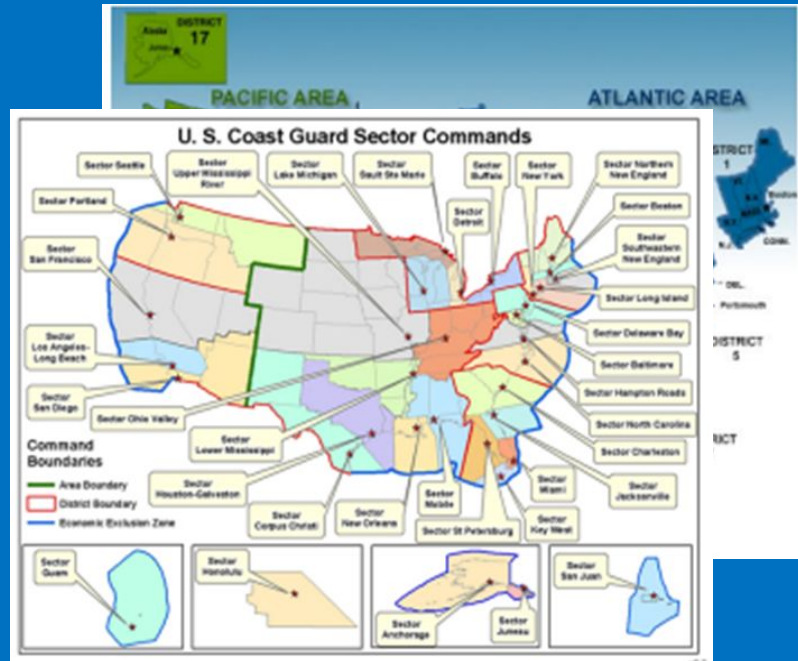 Alaska
DISTRICT
17
Juneau
PACIFIC AREA
ATLANTIC AREA
U. S. Coast Guard Sector Commands
Sector Seattle
Sector
Upper Mississippi
River
Sector
Lake Michigan
Sector
Sault Ste Marie
Sector
Buffalo
Sector
New York
Sector Northern
New England
Sector Portland
Sector
Detroit
Sector Boston
Sector
San Francisco
Sector
Southeastern
New England
Sector Long Island
Sector
Los Angeles-
Long Beach
Sector Delaware Bay
Sector Baltimore
Sector
San Diego
Sector Hampton Roads
Sector Ohio Valley
Sector North Carolina
Sector
Lower Mississippi
Sector Charleston
Command
Boundaries
Area Boundary
District Boundary
Economic Exclusion Zone
Sector
Houston-Galveston
Sector
Corpus Christi
Sector
New Orleans
Sector
Mobile
Sector St Petersburg
Sector
Miami
Sector
Key West
Sector
Jacksonville
Sector
Guam
Sector
Honolulu
Sector
Anchorage
Sector
Juneau
Sector
San Juan
STRICT
1
Boston
CONN.
N.J.
DEL.
Portsmouth
DISTRICT
5
RICT